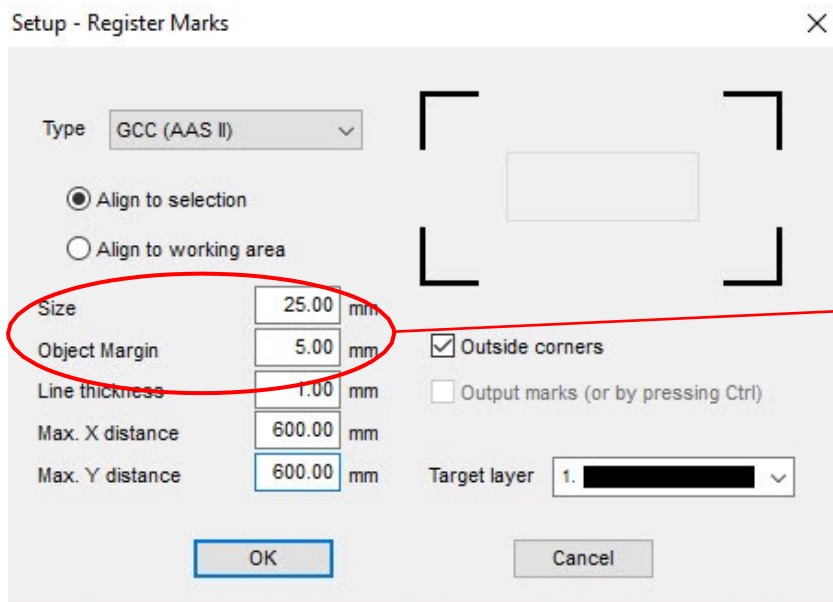 Setup - Register Marks
Type GCC (AAS II)
Align to selection
Align to working area
Size 25.00 mm
Object Margin 5.00 mm
Line thickness 1.00 mm
Max. X distance 600.00 mm
Max. Y distance 600.00 mm
Outside corners
Output marks (or by pressing Ctrl)
Target layer 1.
OK Cancel